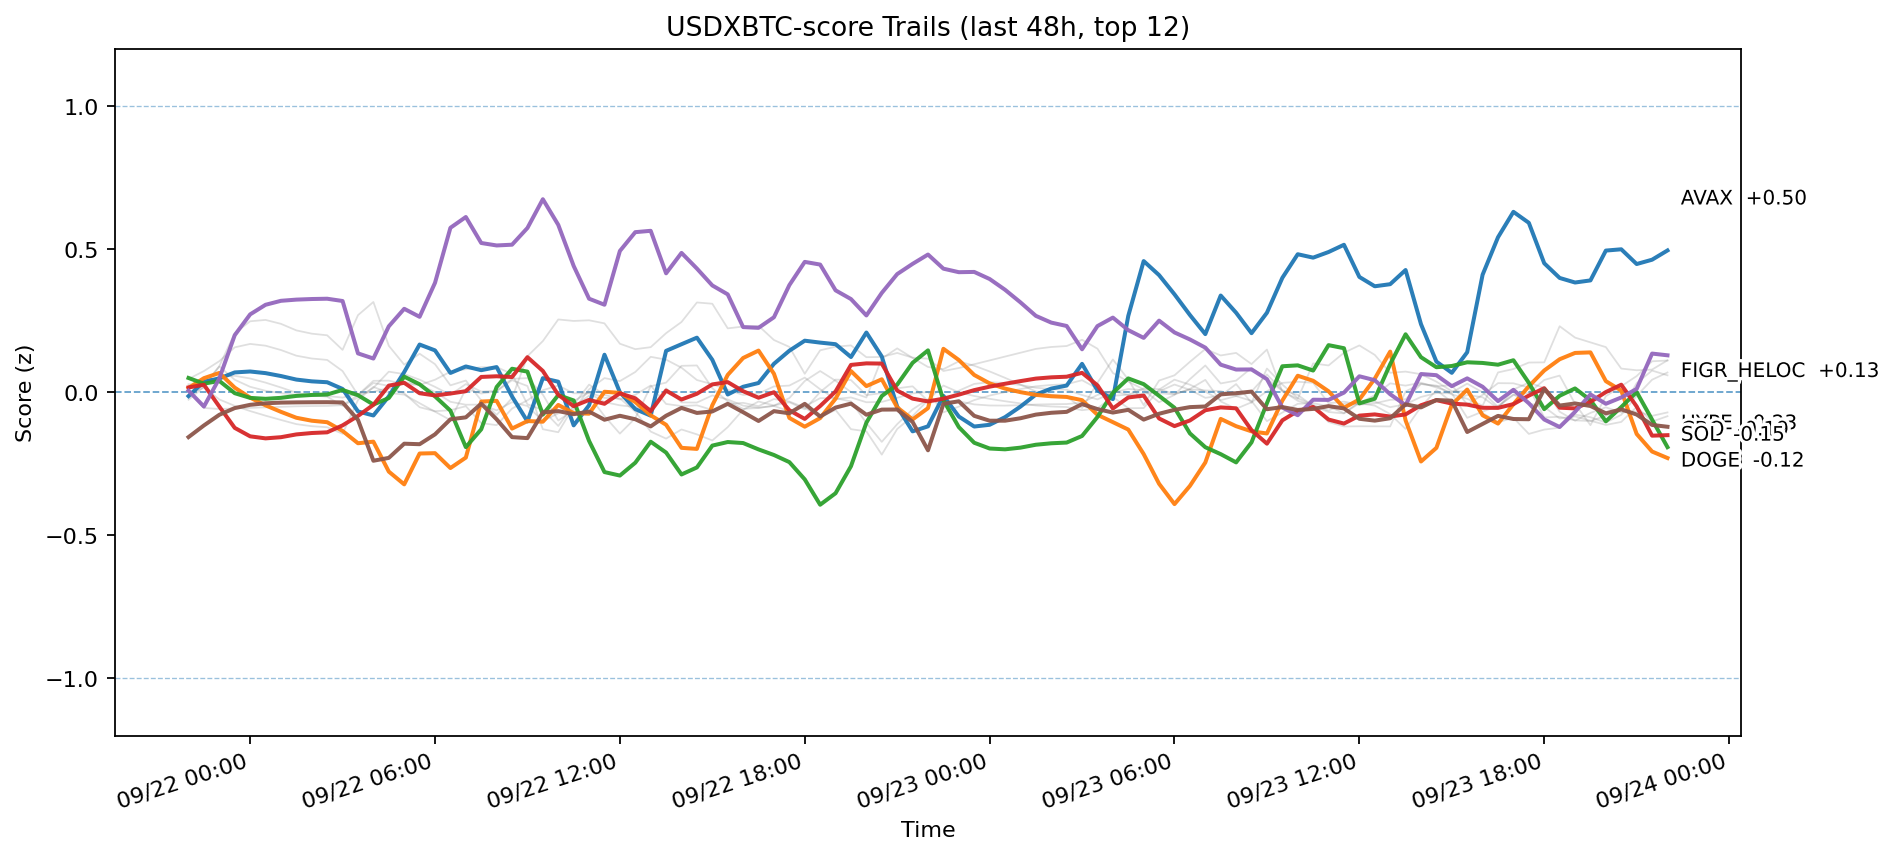 USDXBTC-score Trails (last 48h, top 12)
Score (z)
1.0
0.5
0.0
−0.5
−1.0
AVAX +0.50
FIGR_HELOC +0.13
SOL -0.15
DOGE -0.12
09/22 00:00
09/22 06:00
09/22 12:00
09/22 18:00
09/23 00:00
09/23 06:00
09/23 12:00
09/23 18:00
09/24 00:00
Time